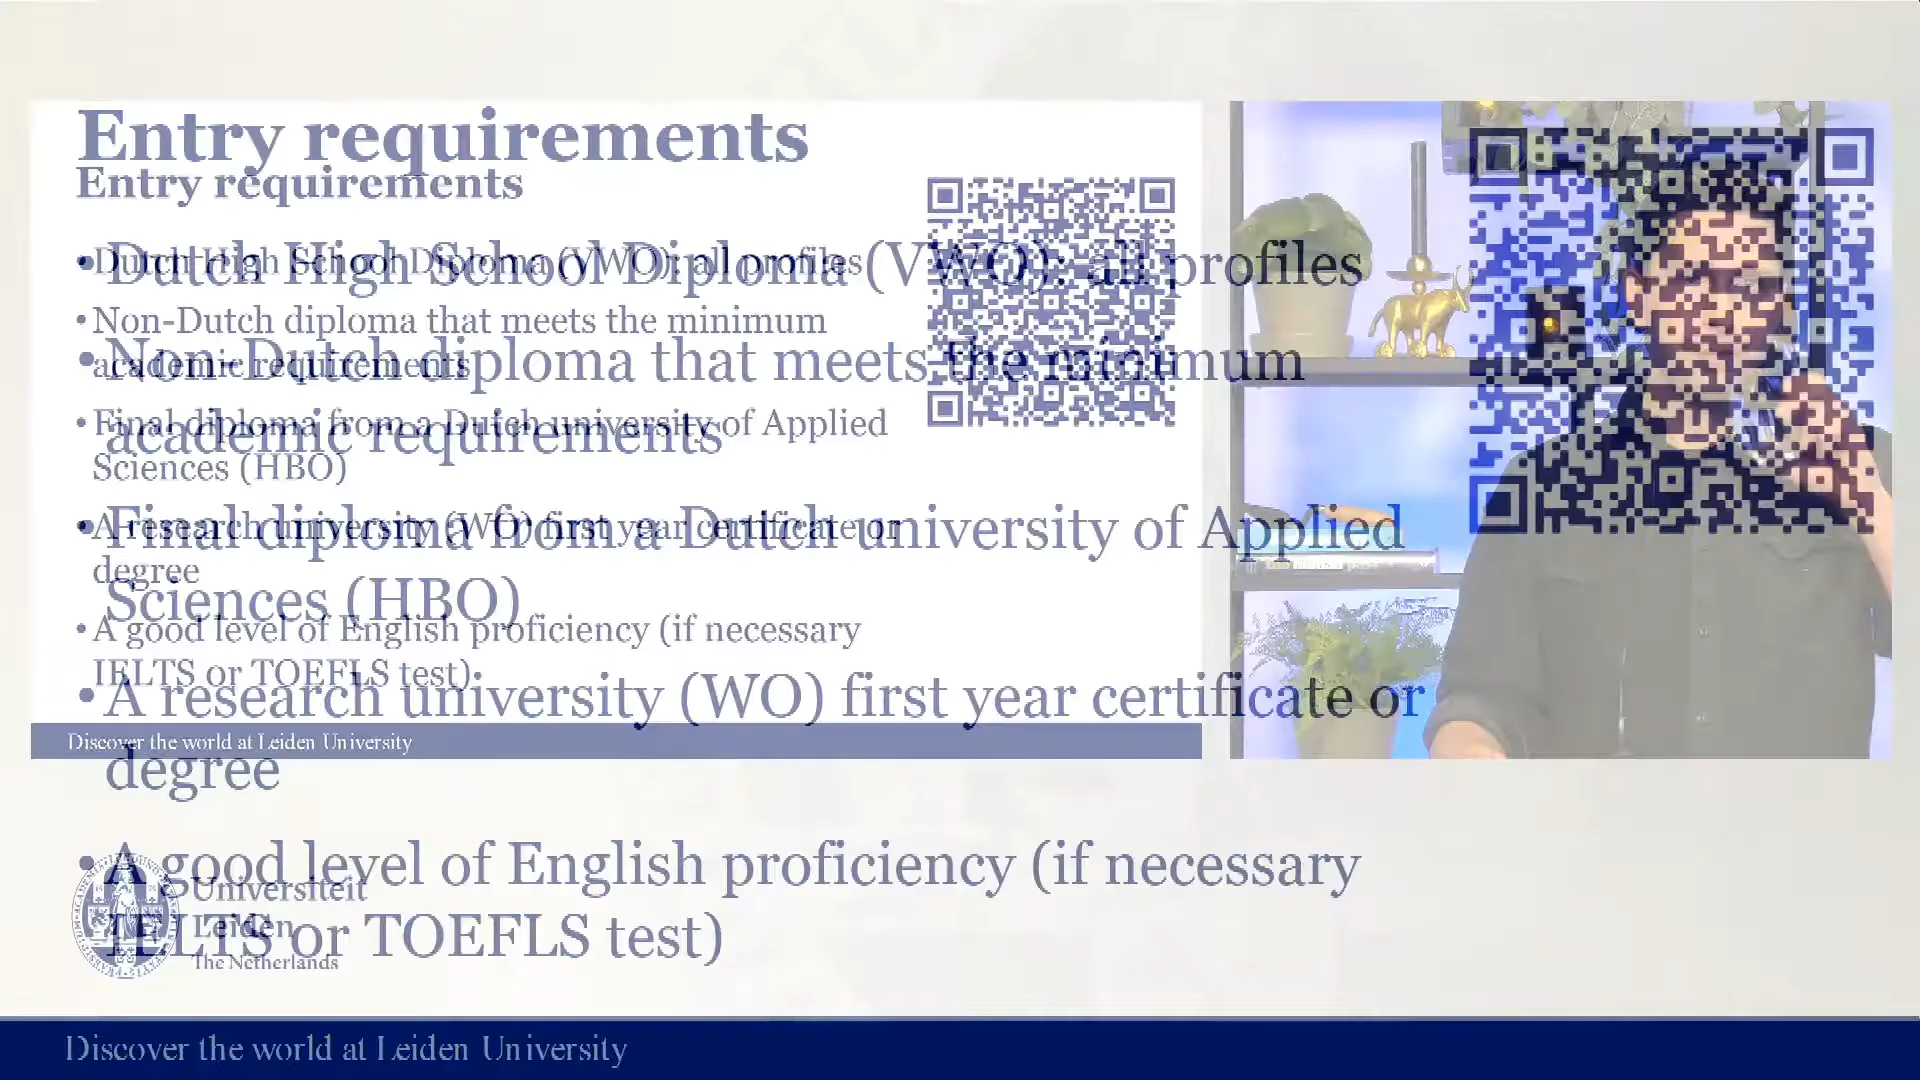 Entry requirements
• Dutch High School Diploma (VWO): all profiles
• Non-Dutch diploma that meets the minimum
academic requirements
• Final diploma from a Dutch university of Applied
Sciences (HBO)
• A research university (WO) first year certificate or
degree
• A good level of English proficiency (if necessary
IELTS or TOEFLS test)
Discover the world at Leiden University
Entry requirements
• Dutch High School Diploma (VWO): all profiles
• Non-Dutch diploma that meets the minimum
academic requirements
• Final diploma from a Dutch university of Applied
Sciences (HBO)
• A research university (WO) first year certificate or
degree
• A good level of English proficiency (if necessary
IELTS or TOEFLS test)
Universiteit
Leiden
The Netherlands
Discover the world at Leiden University